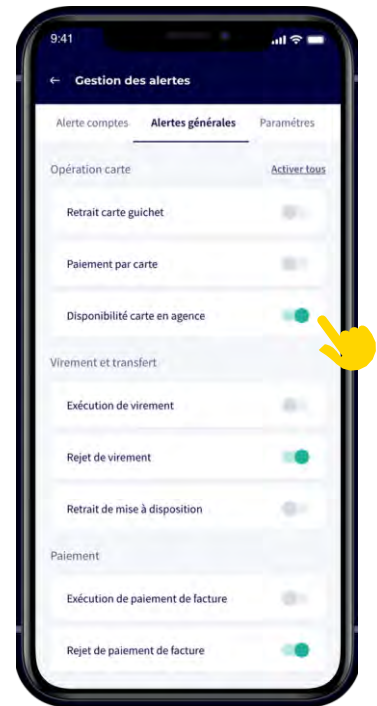 9:41
← Gestion des alertes
Alerte comptes Alertes générales Paramétres
Opération carte Activer tous
Retrait carte guichet
Paiement par carte
Disponibilité carte en agence
Virement et transfert
Exécution de virement
Rejet de virement
Retrait de mise à disposition
Paiement
Exécution de paiement de facture
Rejet de paiement de facture